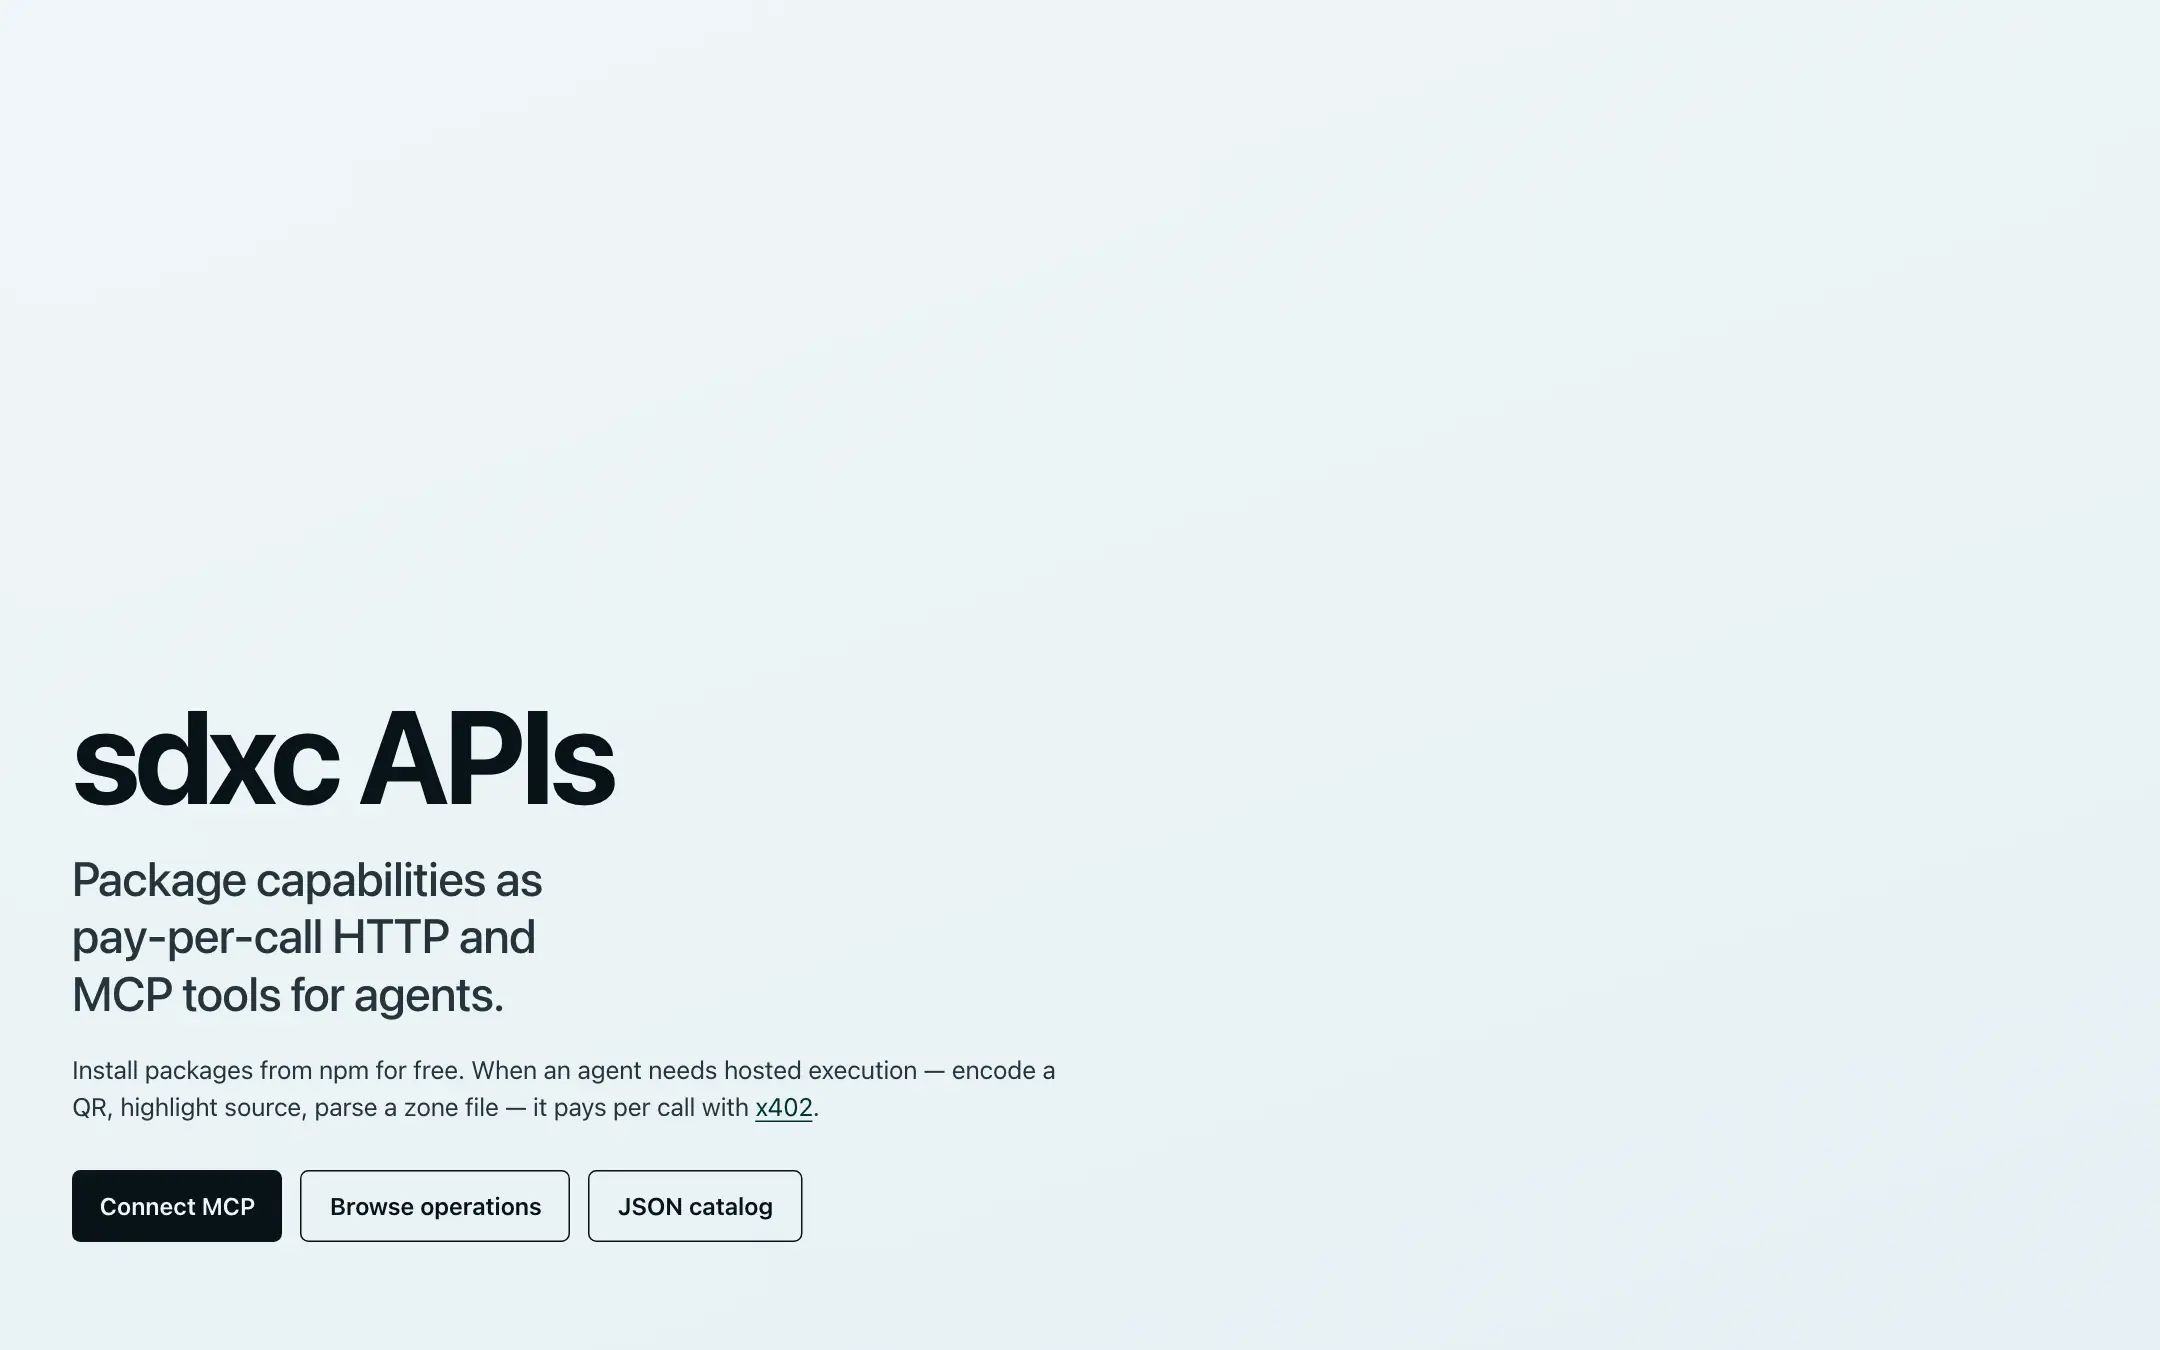 sdxc APIs
Package capabilities as
pay-per-call HTTP and
MCP tools for agents.
Install packages from npm for free. When an agent needs hosted execution — encode a
QR, highlight source, parse a zone file — it pays per call with x402.
Connect MCP
Browse operations
JSON catalog